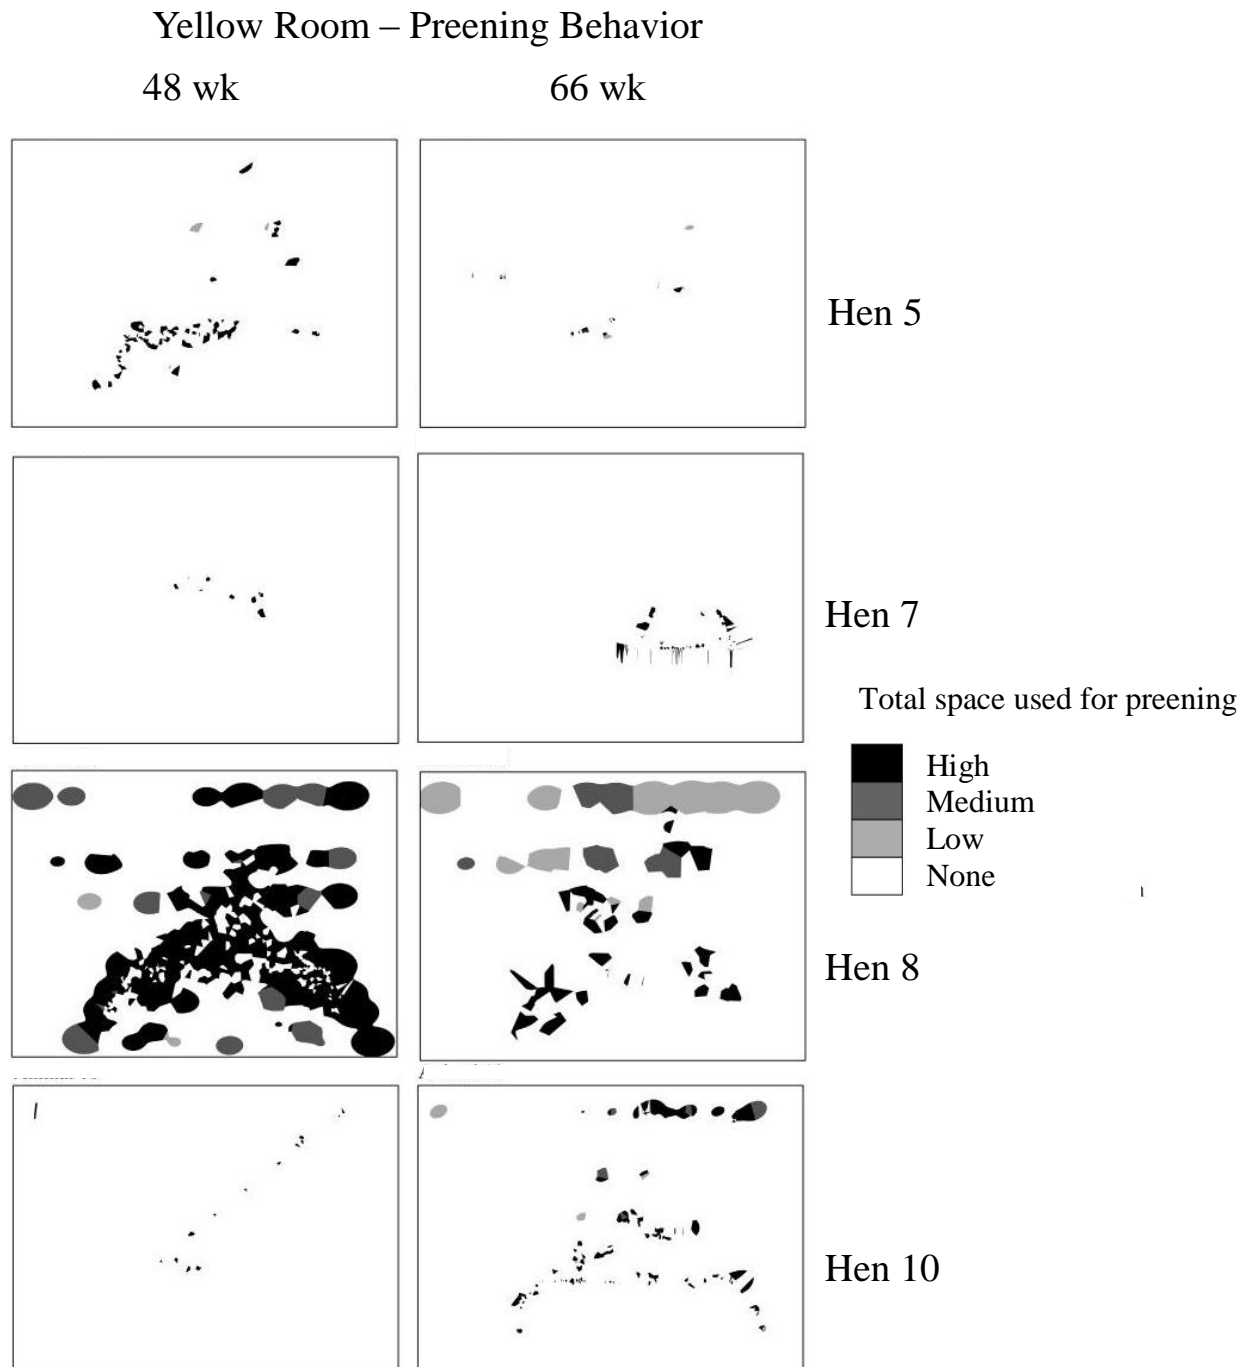 Yellow Room – Preening Behavior
48 wk
66 wk
Hen 5
Hen 7
Total space used for preening
High
Medium
Low
None
Hen 8
Hen 10